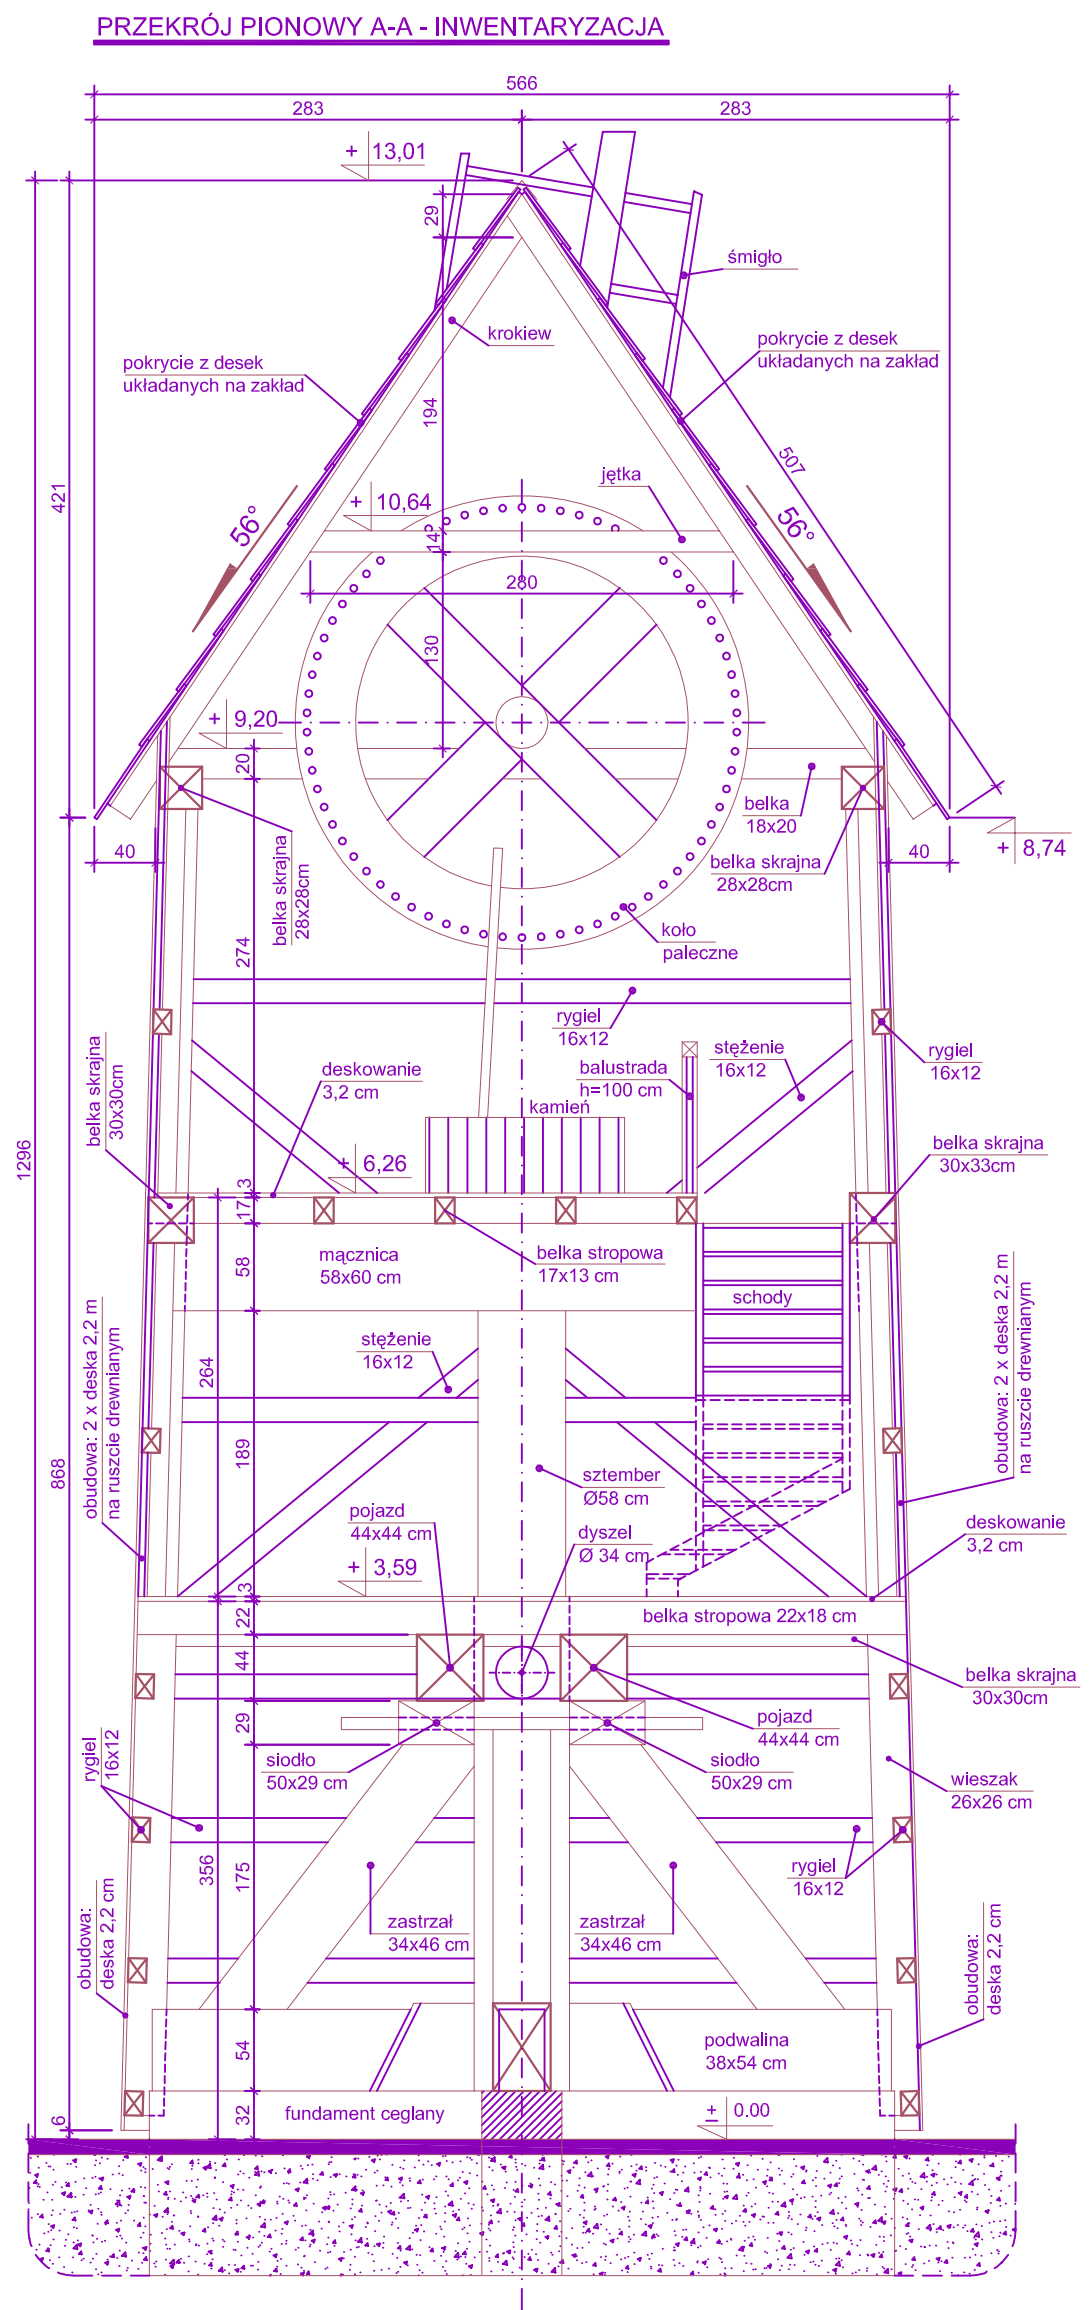 PRZEKRÓJ PIONOWY A-A - INWENTARYZACJA
566
283
283
+ 13,01
29
śmigło
krokiew
pokrycie z desek
układanych na zakład
pokrycie z desek
układanych na zakład
194
421
507
jętka
+ 10,64
56°
56°
14
280
130
+ 9,20
20
belka
18x20
+ 8,74
40
40
belka skrajna
28x28cm
belka skrajna
28x28cm
koło
paleczne
274
rygiel
16x12
stężenie
16x12
rygiel
16x12
belka skrajna
30x30cm
deskowanie
3,2 cm
balustrada
h=100 cm
kamień
1296
belka skrajna
30x33cm
+ 6,26
3
17
mącznica
58x60 cm
belka stropowa
17x13 cm
58
schody
obudowa: 2 x deska 2,2 m
na ruszcie drewnianym
obudowa: 2 x deska 2,2 m
na ruszcie drewnianym
stężenie
16x12
264
189
868
sztember
Ø58 cm
pojazd
44x44 cm
dyszel
Ø 34 cm
deskowanie
3,2 cm
+ 3,59
3
22
belka stropowa 22x18 cm
44
belka skrajna
30x30cm
29
pojazd
44x44 cm
rygiel
16x12
siodło
50x29 cm
siodło
50x29 cm
wieszak
26x26 cm
356
175
rygiel
16x12
zastrzał
34x46 cm
zastrzał
34x46 cm
obudowa:
deska 2,2 cm
obudowa:
deska 2,2 cm
54
podwalina
38x54 cm
6
32
fundament ceglany
± 0.00